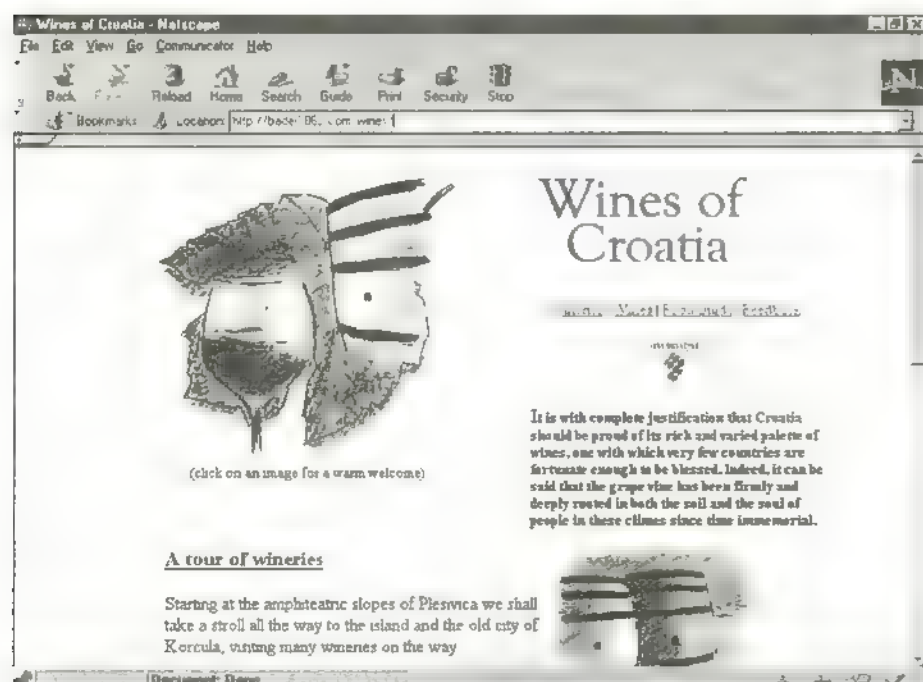 Wines of Croatia - Netscape
File Edit View Go Communicator Help
Back Reload Home Search Guide Print Security Stop
N
Bookmarks Location:
Wines of
Croatia
(click on an image for a warm welcome)
It is with complete justification that Croatia
should be proud of its rich and varied palette of
wines, one with which very few countries are
fortunate enough to be blessed. Indeed, it can be
said that the grape vine has been firmly and
deeply rooted in both the soil and the soul of
people in these climes since time immemorial.
A tour of wineries
Starting at the amphiteatric slopes of Plesivica we shall
take a stroll all the way to the island and the old city of
Korcula, visiting many wineries on the way
Document: Done